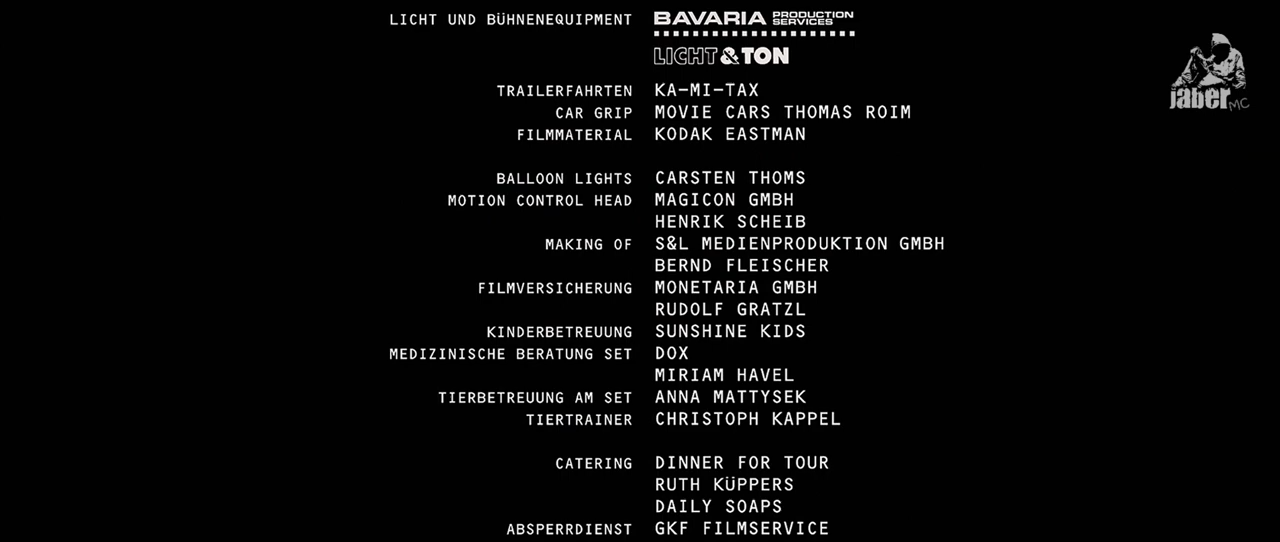 LICHT UND BÜHNENEQUIPMENT BAVARIA PRODUCTION SERVICES
LICHT & TON
TRAILERFAHRTEN KA-MI-TAX
CAR GRIP MOVIE CARS THOMAS ROIM
FILMMATERIAL KODAK EASTMAN
BALLOON LIGHTS CARSTEN THOMS
MOTION CONTROL HEAD MAGICON GMBH
HENRIK SCHEIB
MAKING OF S&L MEDIENPRODUKTION GMBH
BERND FLEISCHER
FILMVERSICHERUNG MONETARIA GMBH
RUDOLF GRATZL
KINDERBETREUUNG SUNSHINE KIDS
MEDIZINISCHE BERATUNG SET DOX
MIRIAM HAVEL
TIERBETREUUNG AM SET ANNA MATTYSEK
TIERTRAINER CHRISTOPH KAPPEL
CATERING DINNER FOR TOUR
RUTH KÜPPERS
DAILY SOAPS
ABSPERRDIENST GKF FILMSERVICE
jaber MC